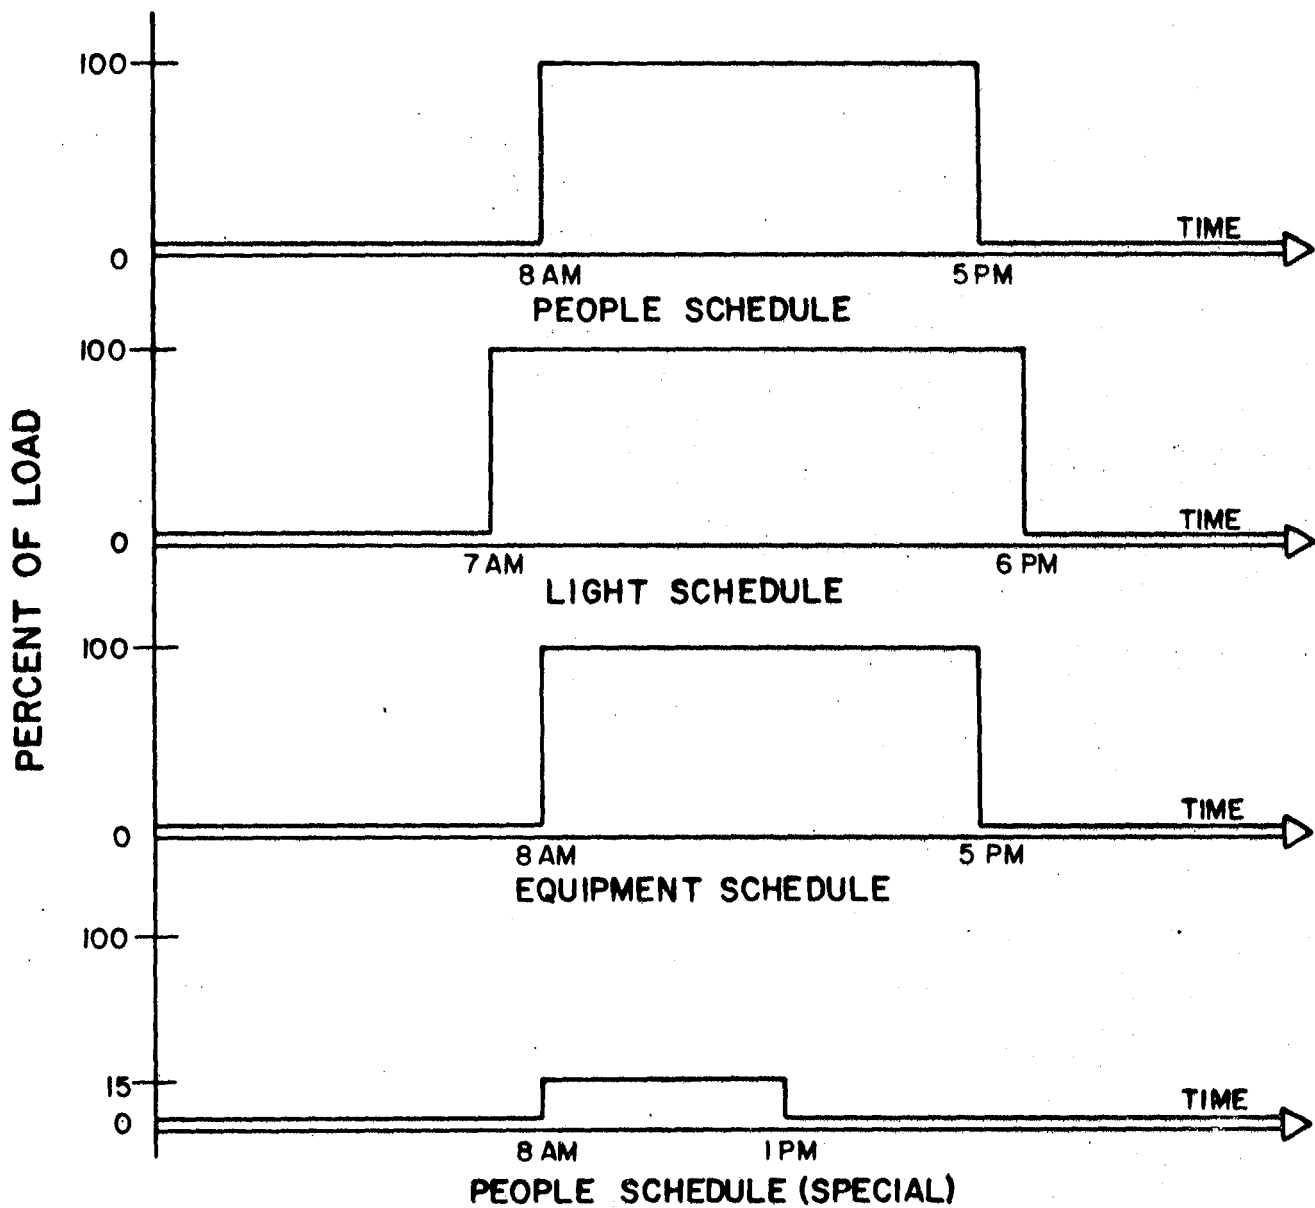 PERCENT OF LOAD
100
0
TIME
8 AM
5 PM
PEOPLE SCHEDULE
100
0
TIME
7 AM
6 PM
LIGHT SCHEDULE
100
0
TIME
8 AM
5 PM
EQUIPMENT SCHEDULE
100
15
0
TIME
8 AM
1 PM
PEOPLE SCHEDULE (SPECIAL)